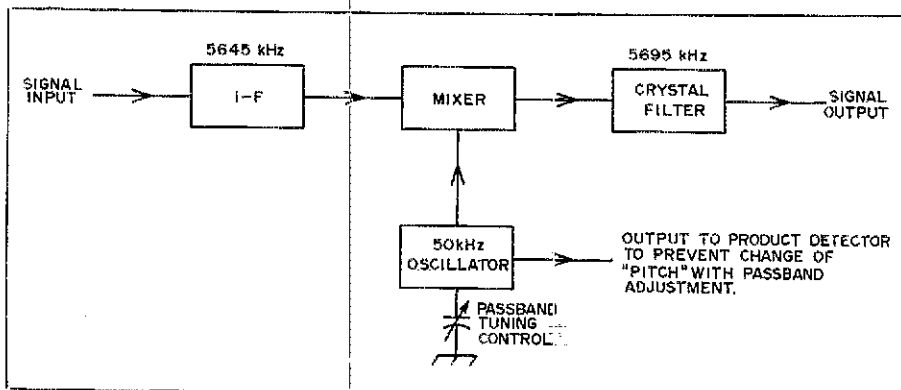 5645 kHz
5695 kHz
SIGNAL
INPUT
i-F
MIXER
CRYSTAL
FILTER
SIGNAL
OUTPUT
50kHz
OSCILLATOR
OUTPUT TO PRODUCT DETECTOR
TO PREVENT CHANGE OF
"PITCH" WITH PASSBAND
ADJUSTMENT.
PASSBAND
TUNING
CONTROL